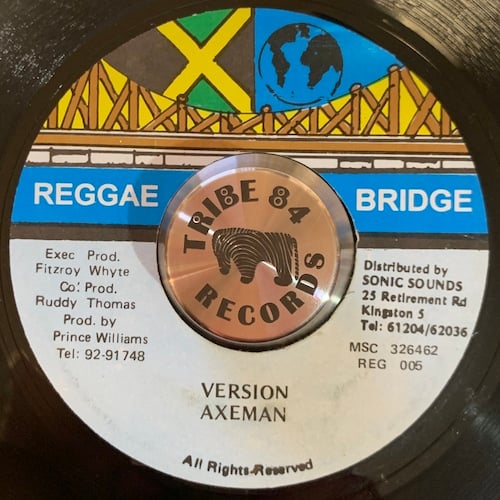 REGGAE BRIDGE
TRIBE 84
RECORDS
Exec Prod.
Fitzroy Whyte
Co. Prod.
Ruddy Thomas
Prod. by
Prince Williams
Tel: 92-91748
Distributed by
SONIC SOUNDS
25 Retirement Rd
Kingston 5
Tel: 61204/62036
MSC 326462
REG 005
VERSION
AXEMAN
All Rights Reserved